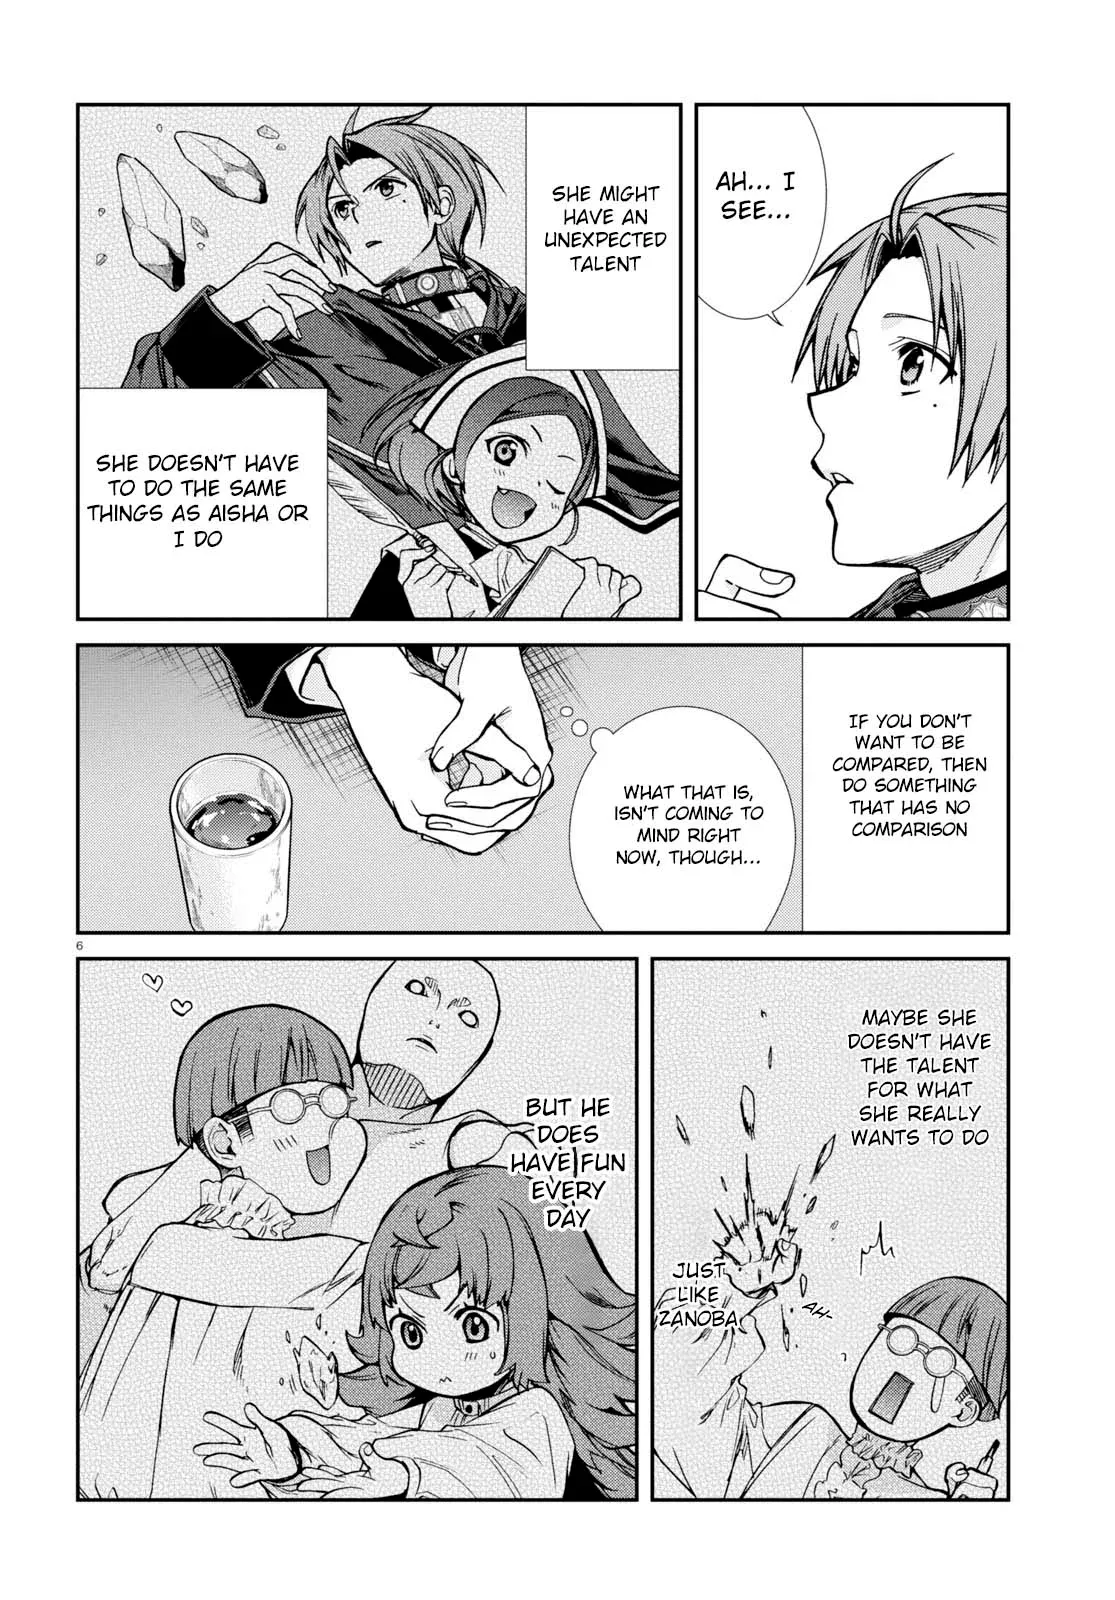 AH... I
SEE...
SHE MIGHT
HAVE AN
UNEXPECTED
TALENT
SHE DOESN'T HAVE
TO DO THE SAME
THINGS AS AISHA OR
I DO
IF YOU DON'T
WANT TO BE
COMPARED, THEN
DO SOMETHING
THAT HAS NO
COMPARISON
WHAT THAT IS,
ISN'T COMING TO
MIND RIGHT
NOW, THOUGH...
6
MAYBE SHE
DOESN'T HAVE
THE TALENT
FOR WHAT
SHE REALLY
WANTS TO DO
JUST
LIKE
ZANOBA.
AH-
BUT HE
DOES
HAVE FUN
EVERY
DAY